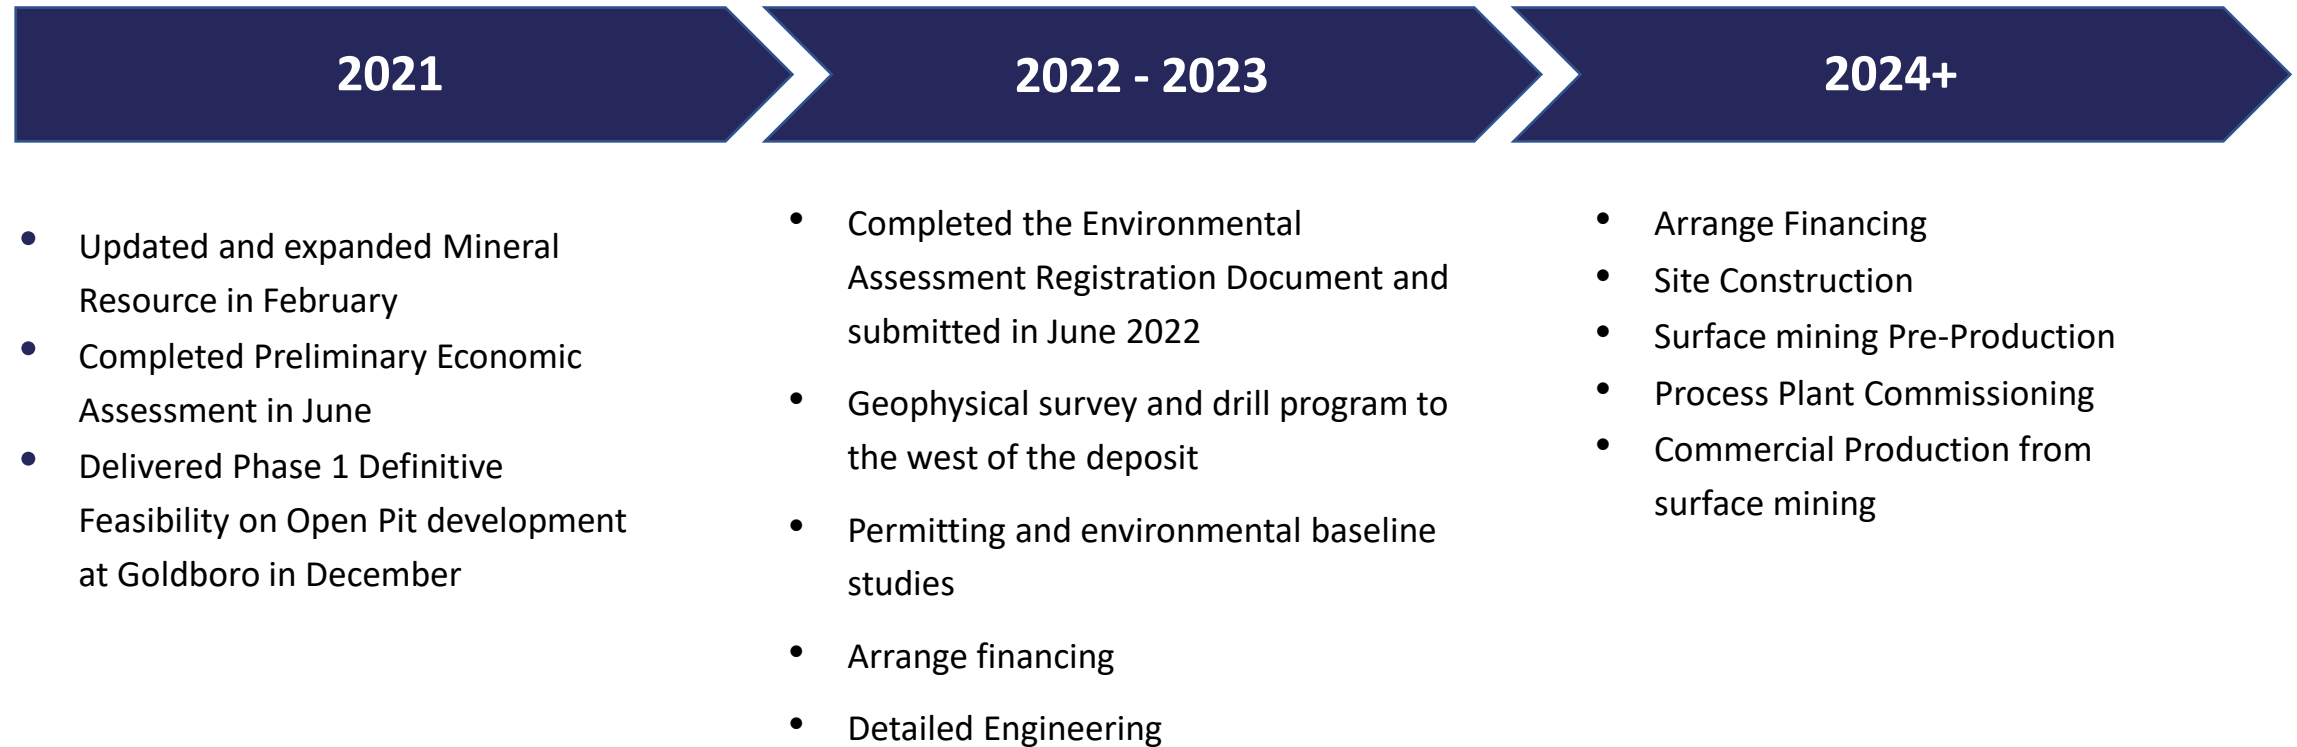 2021
Updated and expanded Mineral
Resource in February
Completed Preliminary Economic
Assessment in June
Delivered Phase 1 Definitive
Feasibility on Open Pit development
at Goldboro in December
2022 - 2023
Completed the Environmental
Assessment Registration Document and
submitted in June 2022
Geophysical survey and drill program to
the west of the deposit
Permitting and environmental baseline
studies
Arrange financing
Detailed Engineering
2024+
Arrange Financing
Site Construction
Surface mining Pre-Production
Process Plant Commissioning
Commercial Production from
surface mining